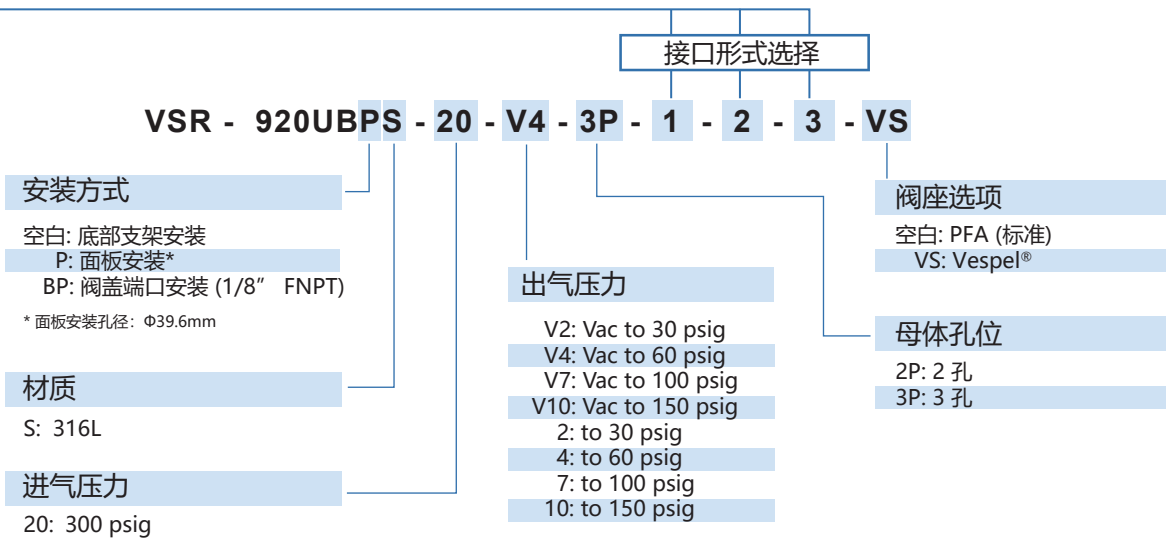 接口形式选择
VSR - 920UBPS - 20 - V4 - 3P - 1 - 2 - 3 - VS
安装方式
空白: 底部支架安装
P: 面板安装*
BP: 阀盖端口安装 (1/8" FNPT)
* 面板安装孔径: Φ39.6mm
材质
S: 316L
进气压力
20: 300 psig
出气压力
V2: Vac to 30 psig
V4: Vac to 60 psig
V7: Vac to 100 psig
V10: Vac to 150 psig
2: to 30 psig
4: to 60 psig
7: to 100 psig
10: to 150 psig
阀座选项
空白: PFA (标准)
VS: Vespel®
母体孔位
2P: 2 孔
3P: 3 孔